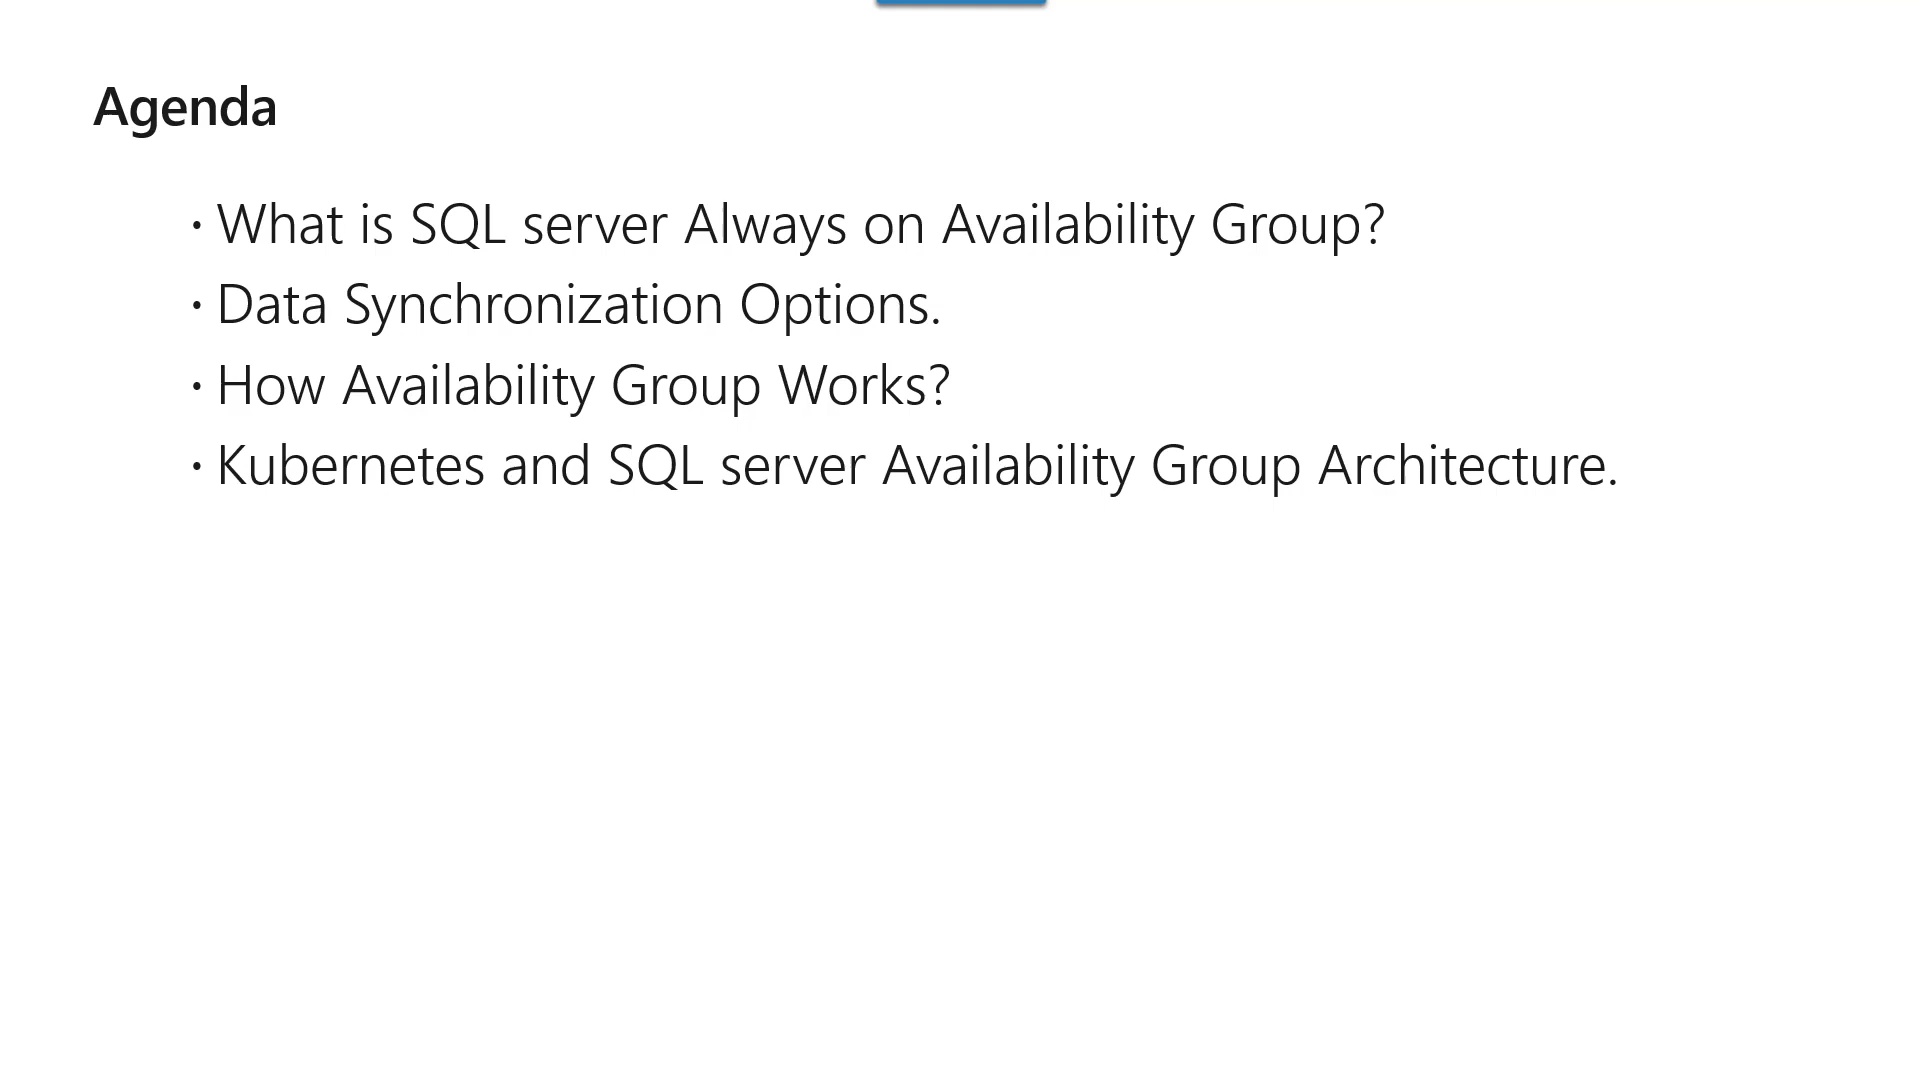 Agenda
· What is SQL server Always on Availability Group?
· Data Synchronization Options.
· How Availability Group Works?
· Kubernetes and SQL server Availability Group Architecture.